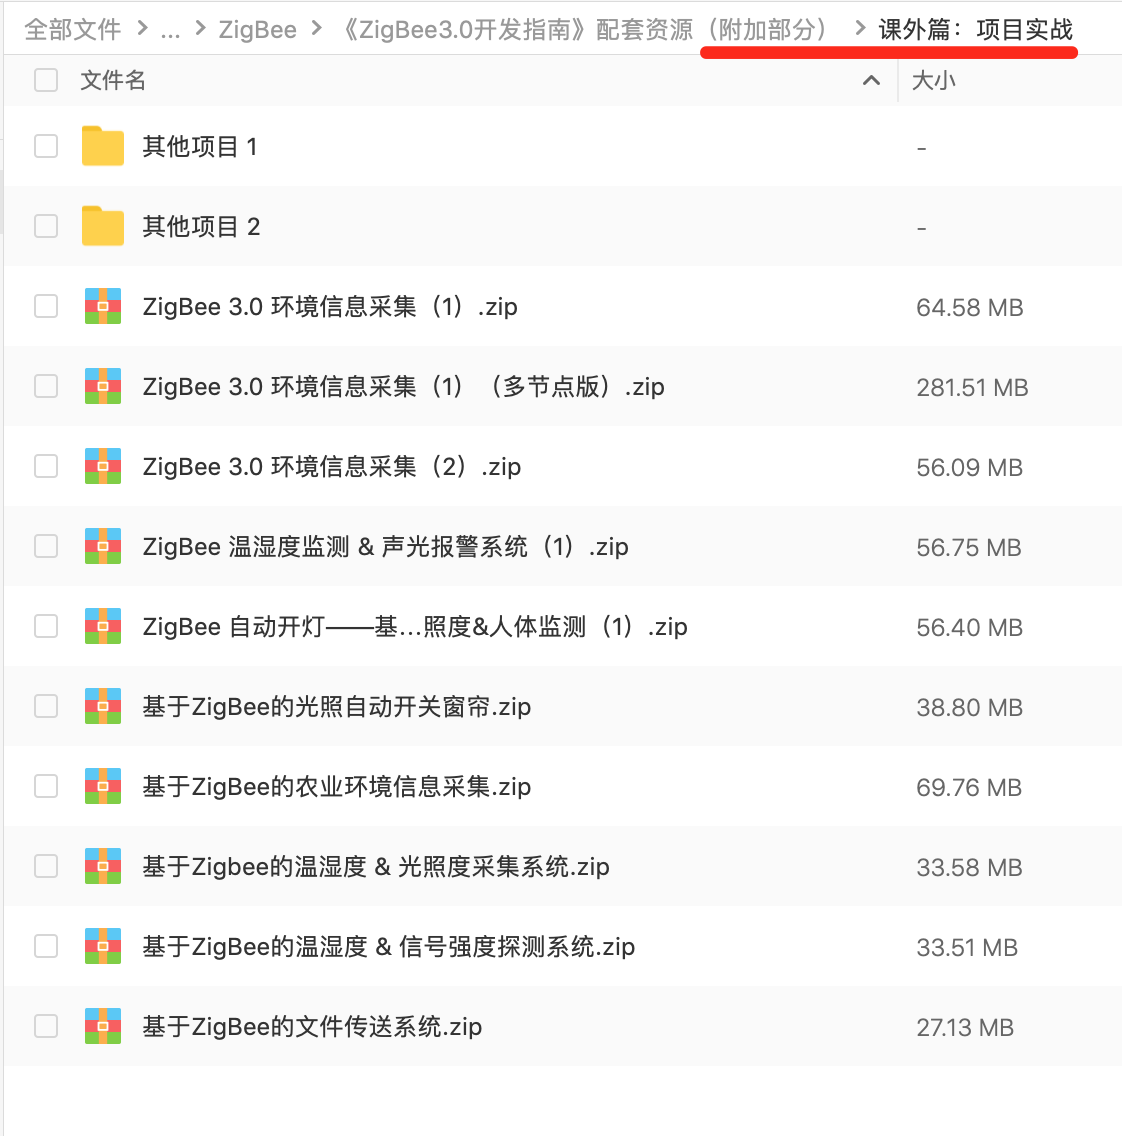 全部文件 > ... > ZigBee > 《ZigBee3.0开发指南》配套资源（附加部分） > 课外篇：项目实战
文件名 大小
其他项目 1 -
其他项目 2 -
ZigBee 3.0 环境信息采集（1）.zip 64.58 MB
ZigBee 3.0 环境信息采集（1）（多节点版）.zip 281.51 MB
ZigBee 3.0 环境信息采集（2）.zip 56.09 MB
ZigBee 温湿度监测 & 声光报警系统（1）.zip 56.75 MB
ZigBee 自动开灯——基...照度&人体监测（1）.zip 56.40 MB
基于ZigBee的光照自动开关窗帘.zip 38.80 MB
基于ZigBee的农业环境信息采集.zip 69.76 MB
基于Zigbee的温湿度 & 光照度采集系统.zip 33.58 MB
基于ZigBee的温湿度 & 信号强度探测系统.zip 33.51 MB
基于ZigBee的文件传送系统.zip 27.13 MB